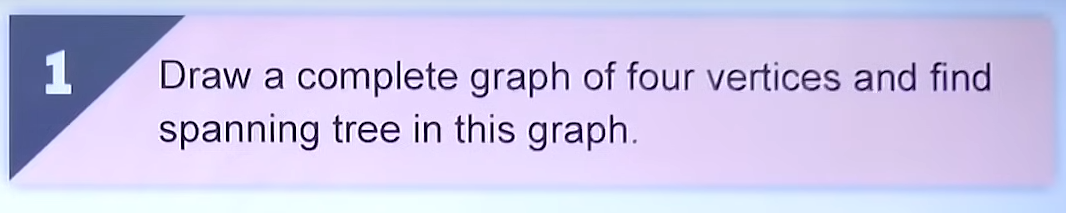 1
Draw a complete graph of four vertices and find
spanning tree in this graph.